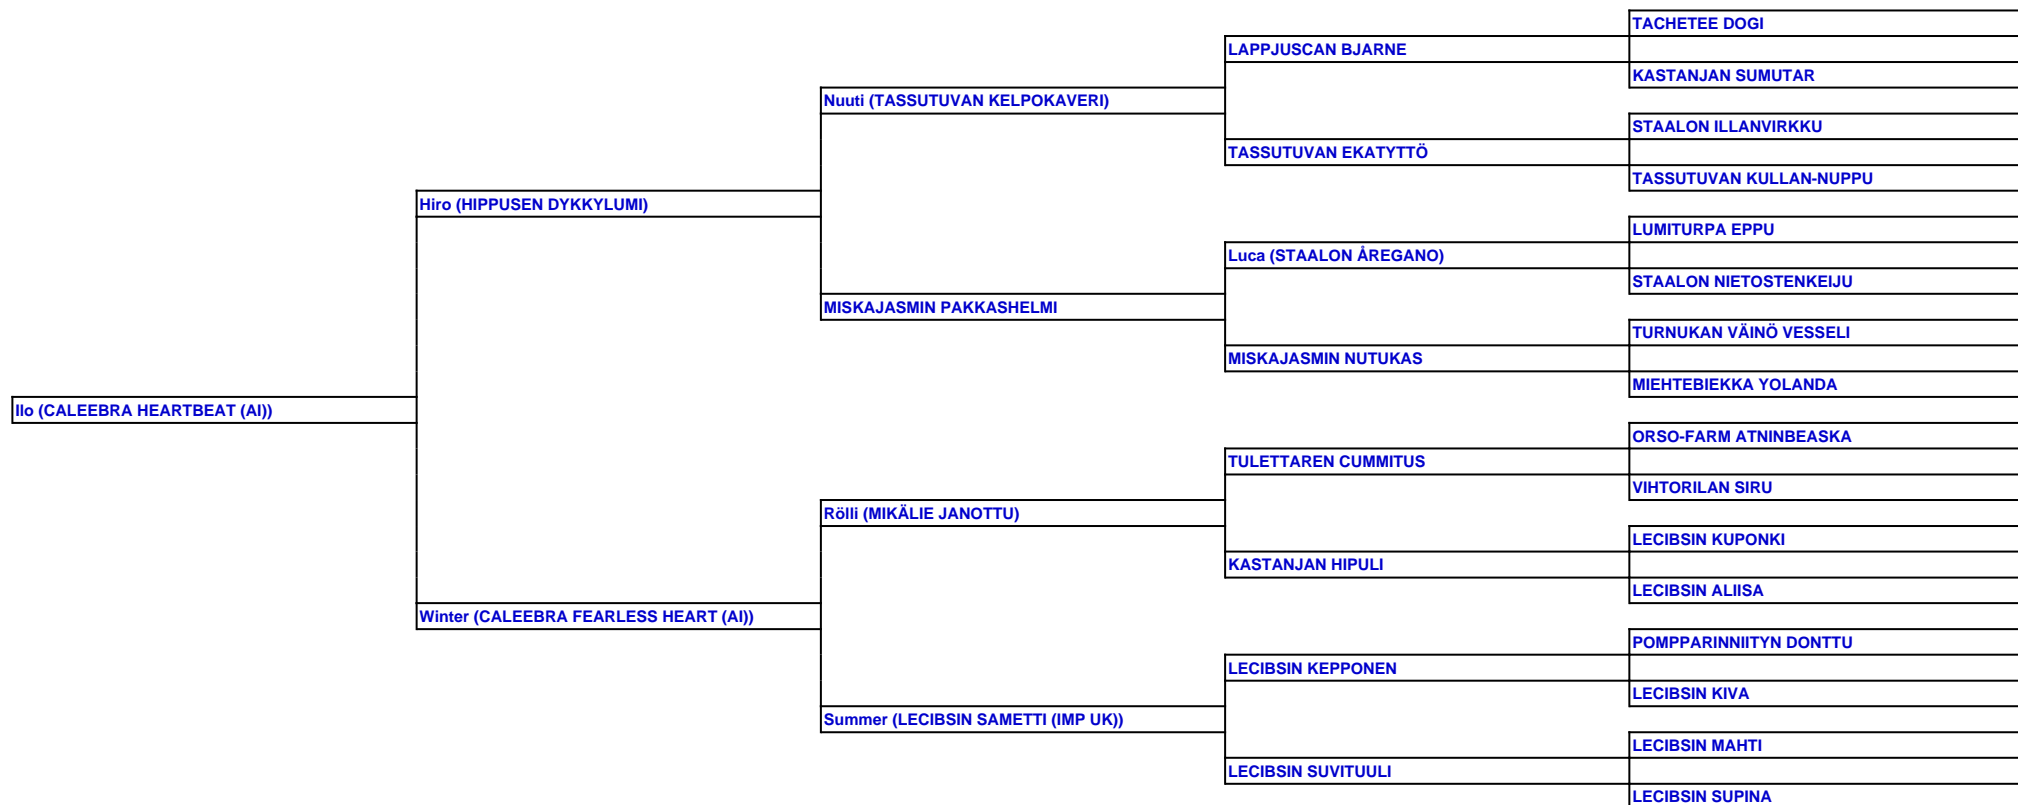 TACHETEE DOGI
LAPPJUSCAN BJARNE
KASTANJAN SUMUTAR
Nuuti (TASSUTUVAN KELPOKAVERI)
STAALON ILLANVIRKKU
TASSUTUVAN EKATYTTÖ
TASSUTUVAN KULLAN-NUPPU
Hiro (HIPPUSEN DYKKYLUMI)
LUMITURPA EPPU
Luca (STAALON ÅREGANO)
STAALON NIETOSTENKEIJU
MISKAJASMIN PAKKASHELMI
TURNUKAN VÄINÖ VESSELI
MISKAJASMIN NUTUKAS
MIEHTEBIEKKA YOLANDA
Ilo (CALEEBRA HEARTBEAT (AI))
ORSO-FARM ATNINBEASKA
TULETTAREN CUMMITUS
VIHTORILAN SIRU
Rölli (MIKÄLIE JANOTTU)
LECIBSIN KUPONKI
KASTANJAN HIPULI
LECIBSIN ALIISA
Winter (CALEEBRA FEARLESS HEART (AI))
POMPPARINNIITYN DONTTU
LECIBSIN KEPPONEN
LECIBSIN KIVA
Summer (LECIBSIN SAMETTI (IMP UK))
LECIBSIN MAHTI
LECIBSIN SUVITUULI
LECIBSIN SUPINA